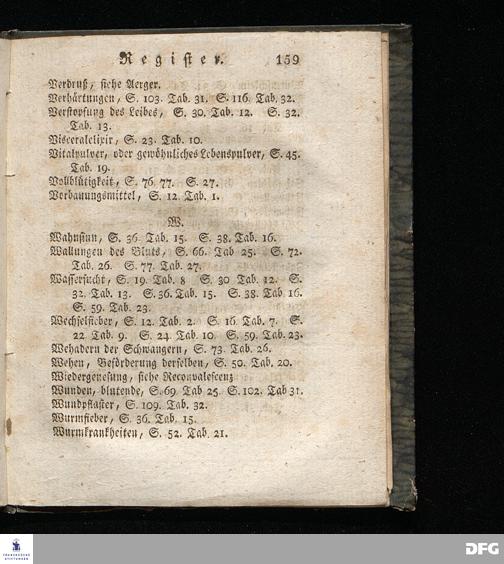 Register. 159
Verdruß, siehe Aerger.
Verhärtungen, S. 103. Tab. 31. S. 116. Tab. 32.
Verstopfung des Leibes, S. 30. Tab. 12. S. 32.
Tab. 13.
Visceralelixir, S. 23. Tab. 10.
Vitalpulver, oder gewöhnliches Lebenspulver, S. 45.
Tab. 19.
Vollblütigkeit, S. 76. 77. S. 27.
Vorbauungsmittel, S. 12. Tab. 1.
W.
Wahnsinn, S. 36. Tab. 15. S. 38. Tab. 16.
Wallungen des Bluts, S. 66. Tab 25. S. 72.
Tab. 26. S. 77. Tab. 27.
Wassersucht, S. 19. Tab. 8 S. 30 Tab. 12. S.
32. Tab. 13. S. 36. Tab. 15. S. 38. Tab. 16.
S. 59. Tab. 23.
Wechselfieber, S. 12. Tab. 2. S. 16 Tab. 7. S.
22 Tab. 9. S. 24. Tab. 10 S. 59. Tab. 23.
Wehadern der Schwangern, S. 73. Tab. 26.
Wehen, Beförderung derselben, S. 50. Tab. 20.
Wiedergenesung, siehe Reconvalescenz
Wunden, blutende, S. 69. Tab 25. S. 102. Tab 31.
Wundpflaster, S. 109. Tab. 32.
Wurmfieber, S. 36. Tab. 15.
Wurmkrankheiten, S. 52. Tab. 21.
FRANCKESCHE
STIFTUNGEN
DFG